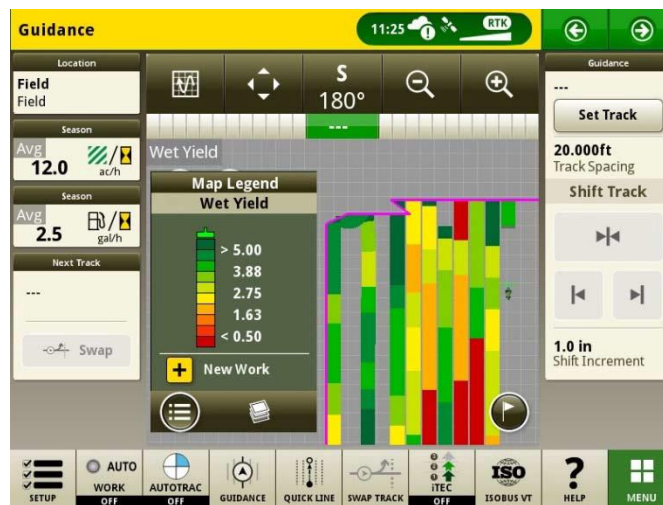 Guidance
11:25
RTK
Location
Field
Field
Season
Avg
12.0
ac/h
Season
Avg
2.5
gal/h
Next Track
---
Swap
S
180°
---
Wet Yield
Map Legend
Wet Yield
> 5.00
3.88
2.75
1.63
< 0.50
New Work
Guidance
---
Set Track
20.000ft
Track Spacing
Shift Track
1.0 in
Shift Increment
SETUP
AUTO
WORK
OFF
AUTOTRAC
OFF
GUIDANCE
QUICK LINE
SWAP TRACK
iTEC
OFF
ISO
ISOBUS VT
?
HELP
MENU